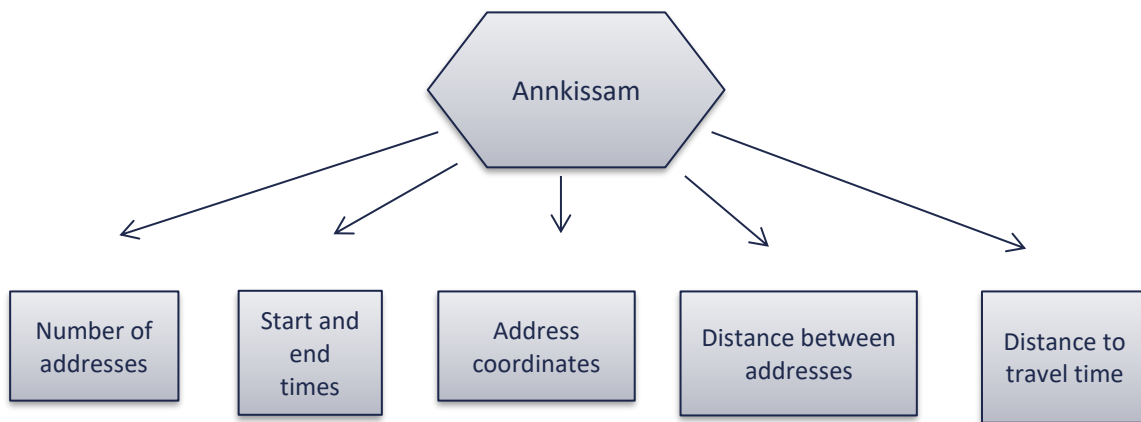 Annkissam
Number of
addresses
Start and
end
times
Address
coordinates
Distance between
addresses
Distance to
travel time